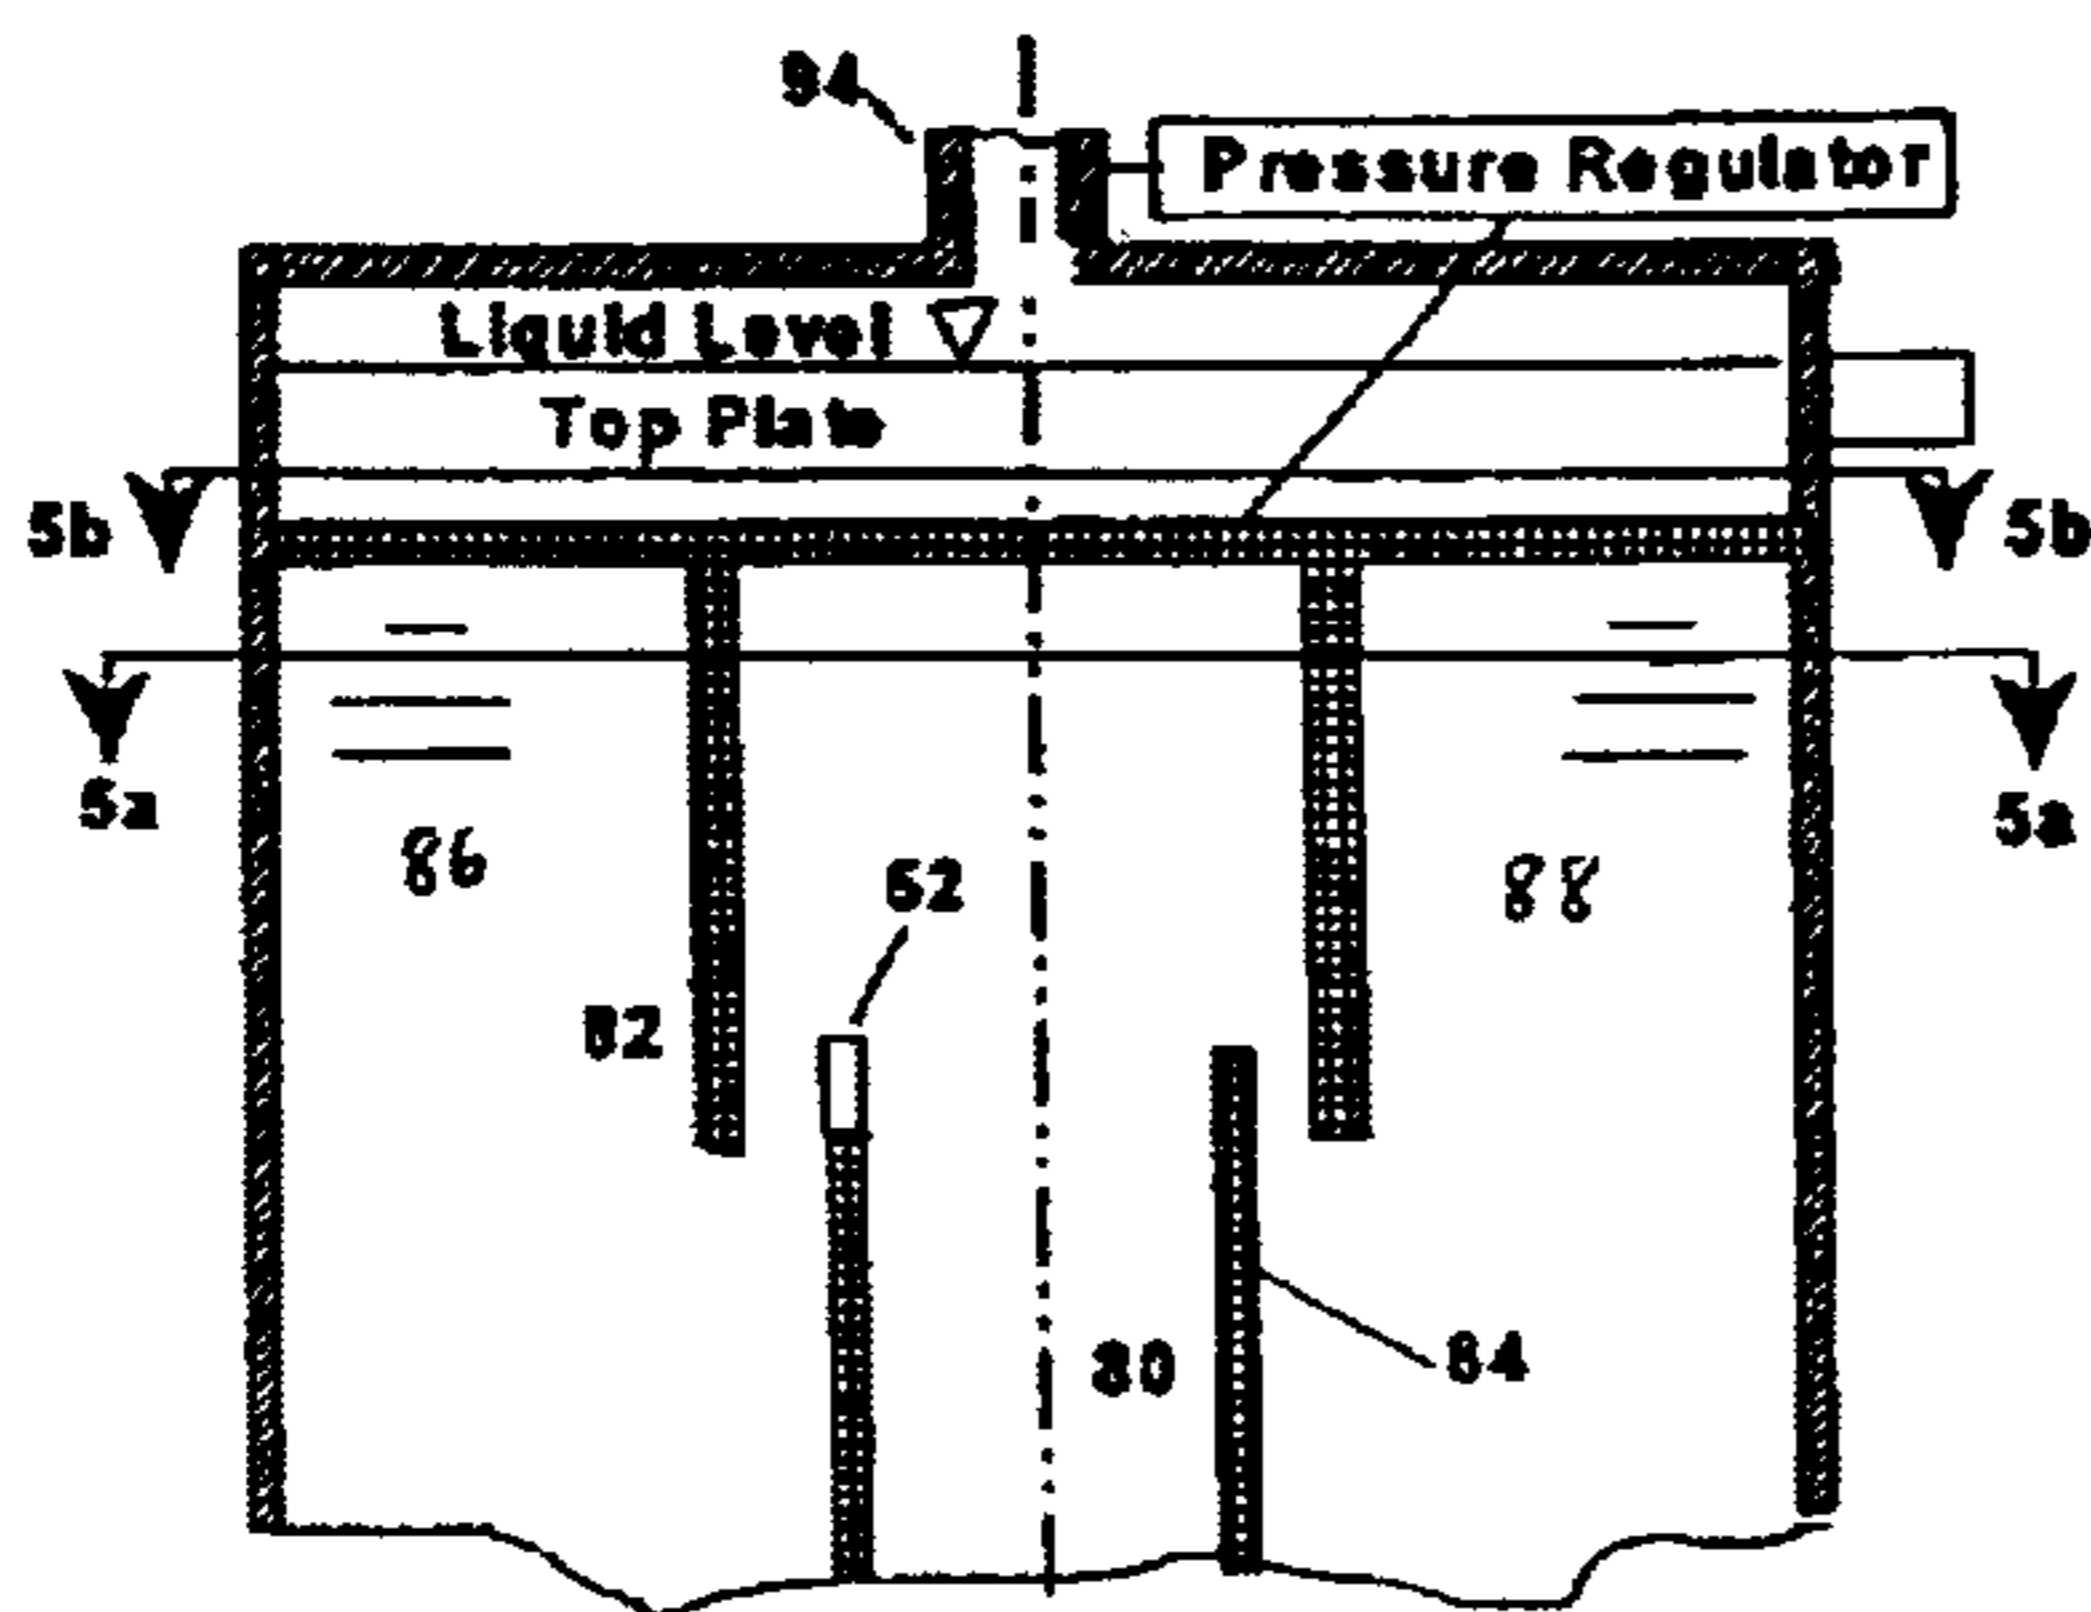 94
Pressure Regulator
Liquid Level
Top Plate
5b
5b
5a
5a
86
62
88
82
80
84